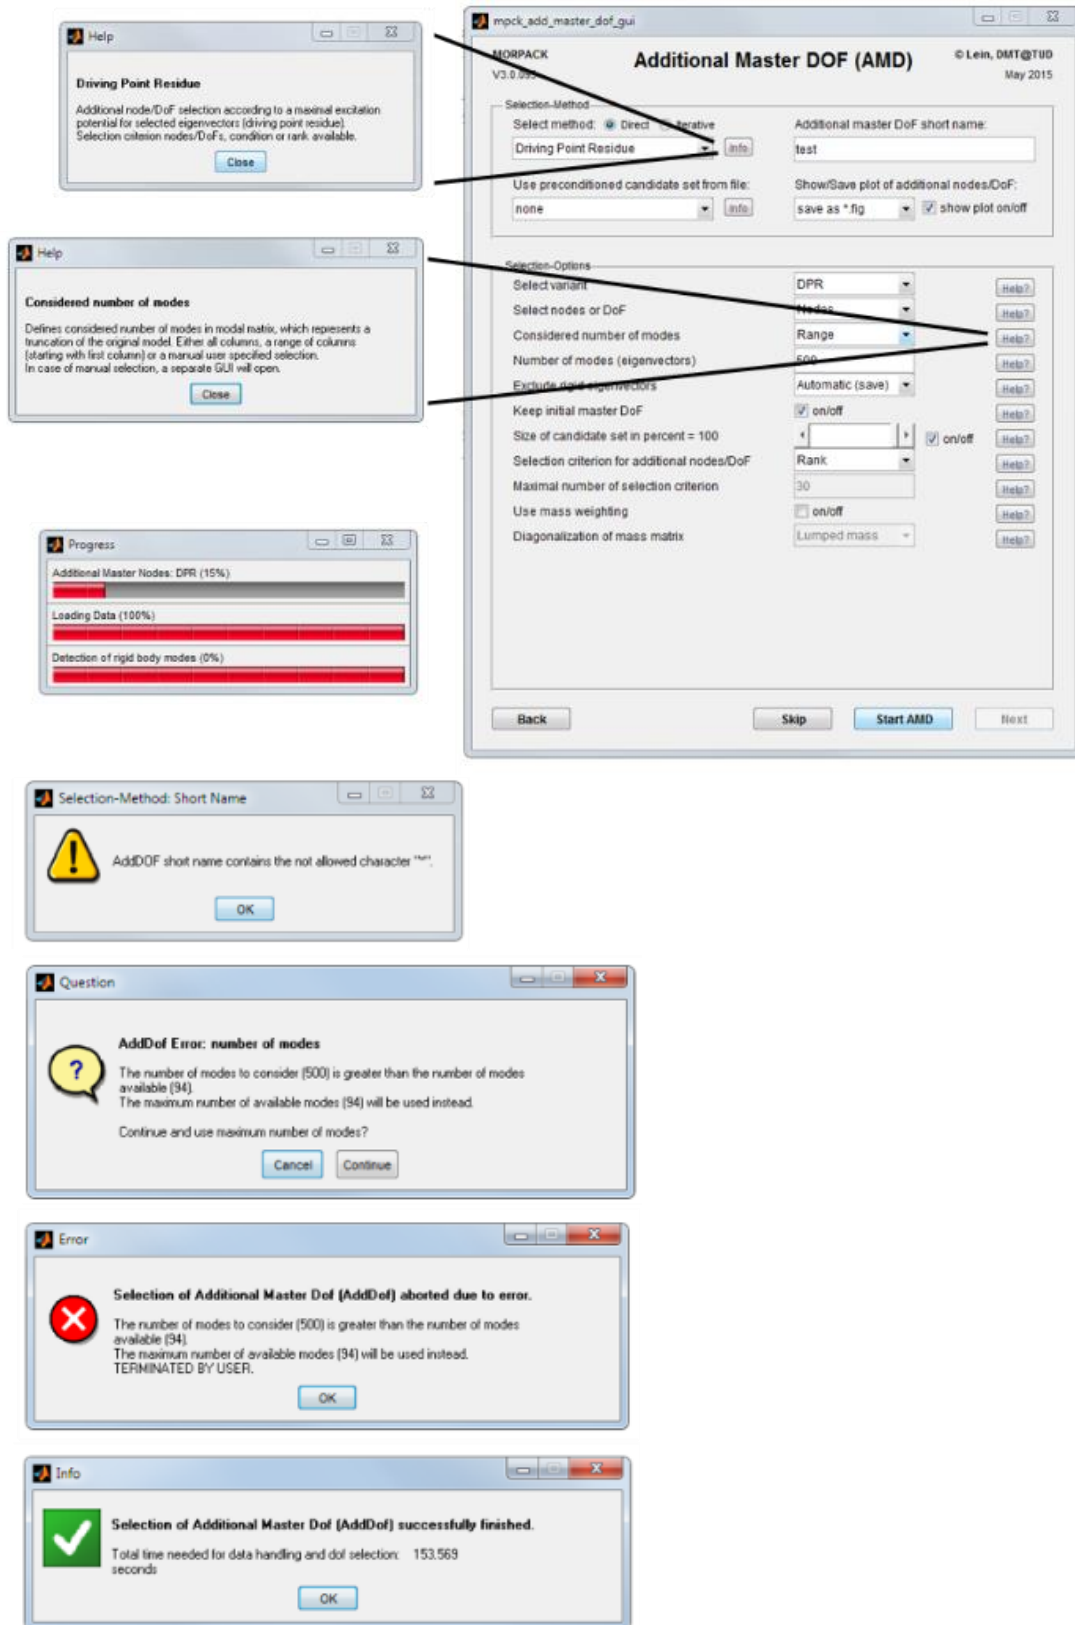 Help
Driving Point Residue
Additional node/DoF selection according to a maximal excitation
potential for selected eigenvectors (driving point residue).
Selection criterion nodes/DoFs, condition or rank available.
Close
mpck_add_master_dof_gui
MORPACK
Additional Master DOF (AMD)
© Lein, DMT@TUD
May 2015
Selection-Method
Select method: Direct Iterative
Additional master DoF short name:
Driving Point Residue
Info
test
Use preconditioned candidate set from file:
Show/Save plot of additional nodes/DoF:
none
Info
save as *.fig
show plot on/off
Help
Considered number of modes
Defines considered number of modes in modal matrix, which represents a
truncation of the original model. Either all columns, a range of columns
(starting with first column) or a manual user specified selection.
In case of manual selection, a separate GUI will open.
Close
Selection-Options
Select variant DPR Help?
Select nodes or DoF Nodes Help?
Considered number of modes Range Help?
Number of modes (eigenvectors) 500 Help?
Exclude rigid eigenvectors Automatic (save) Help?
Keep initial master DoF on/off Help?
Size of candidate set in percent = 100 on/off Help?
Selection criterion for additional nodes/DoF Rank Help?
Maximal number of selection criterion 30 Help?
Use mass weighting on/off Help?
Diagonalization of mass matrix Lumped mass Help?
Back Skip Start AMD Next
Progress
Additional Master Nodes: DPR (15%)
Loading Data (100%)
Detection of rigid body modes (0%)
Selection-Method: Short Name
AddDOF short name contains the not allowed character "*".
OK
Question
AddDof Error: number of modes
The number of modes to consider (500) is greater than the number of modes
available (94).
The maximum number of available modes (94) will be used instead.
Continue and use maximum number of modes?
Cancel Continue
Error
Selection of Additional Master Dof (AddDof) aborted due to error.
The number of modes to consider (500) is greater than the number of modes
available (94).
The maximum number of available modes (94) will be used instead.
TERMINATED BY USER.
OK
Info
Selection of Additional Master Dof (AddDof) successfully finished.
Total time needed for data handling and dof selection: 153.569
seconds
OK